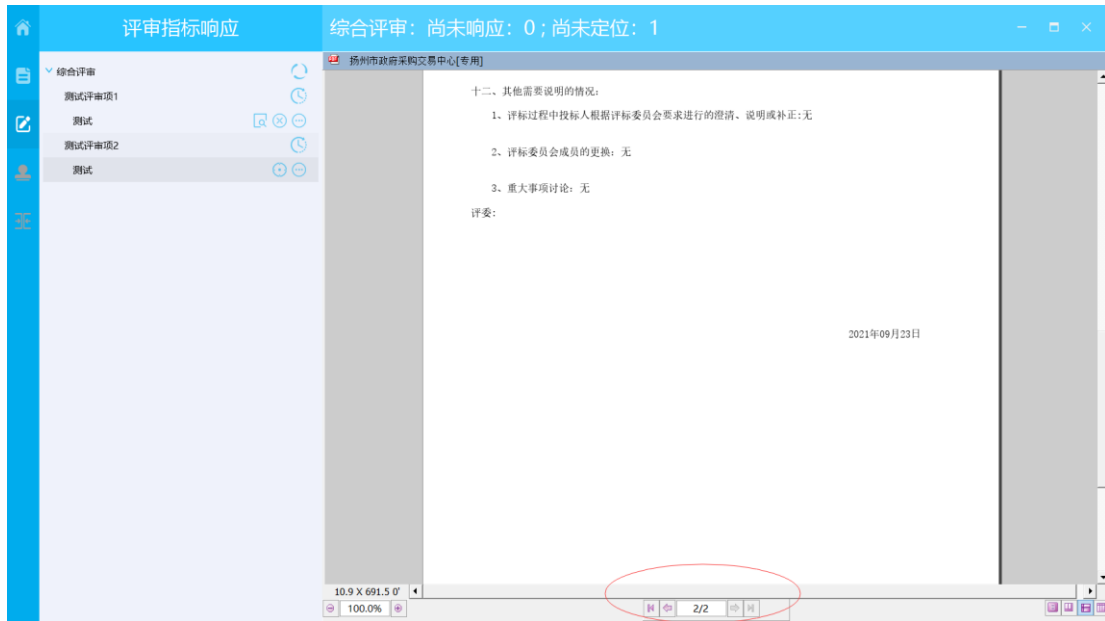 评审指标响应
综合评审：尚未响应：0；尚未定位：1
综合评审
测试评审项1
测试
测试评审项2
测试
扬州市政府采购交易中心[专用]
十二、其他需要说明的情况:
1、评标过程中投标人根据评标委员会要求进行的澄清、说明或补正:无
2、评标委员会成员的更换: 无
3、重大事项讨论: 无
评委:
2021年09月23日
10.9 X 691.5 0'
100.0%
2/2